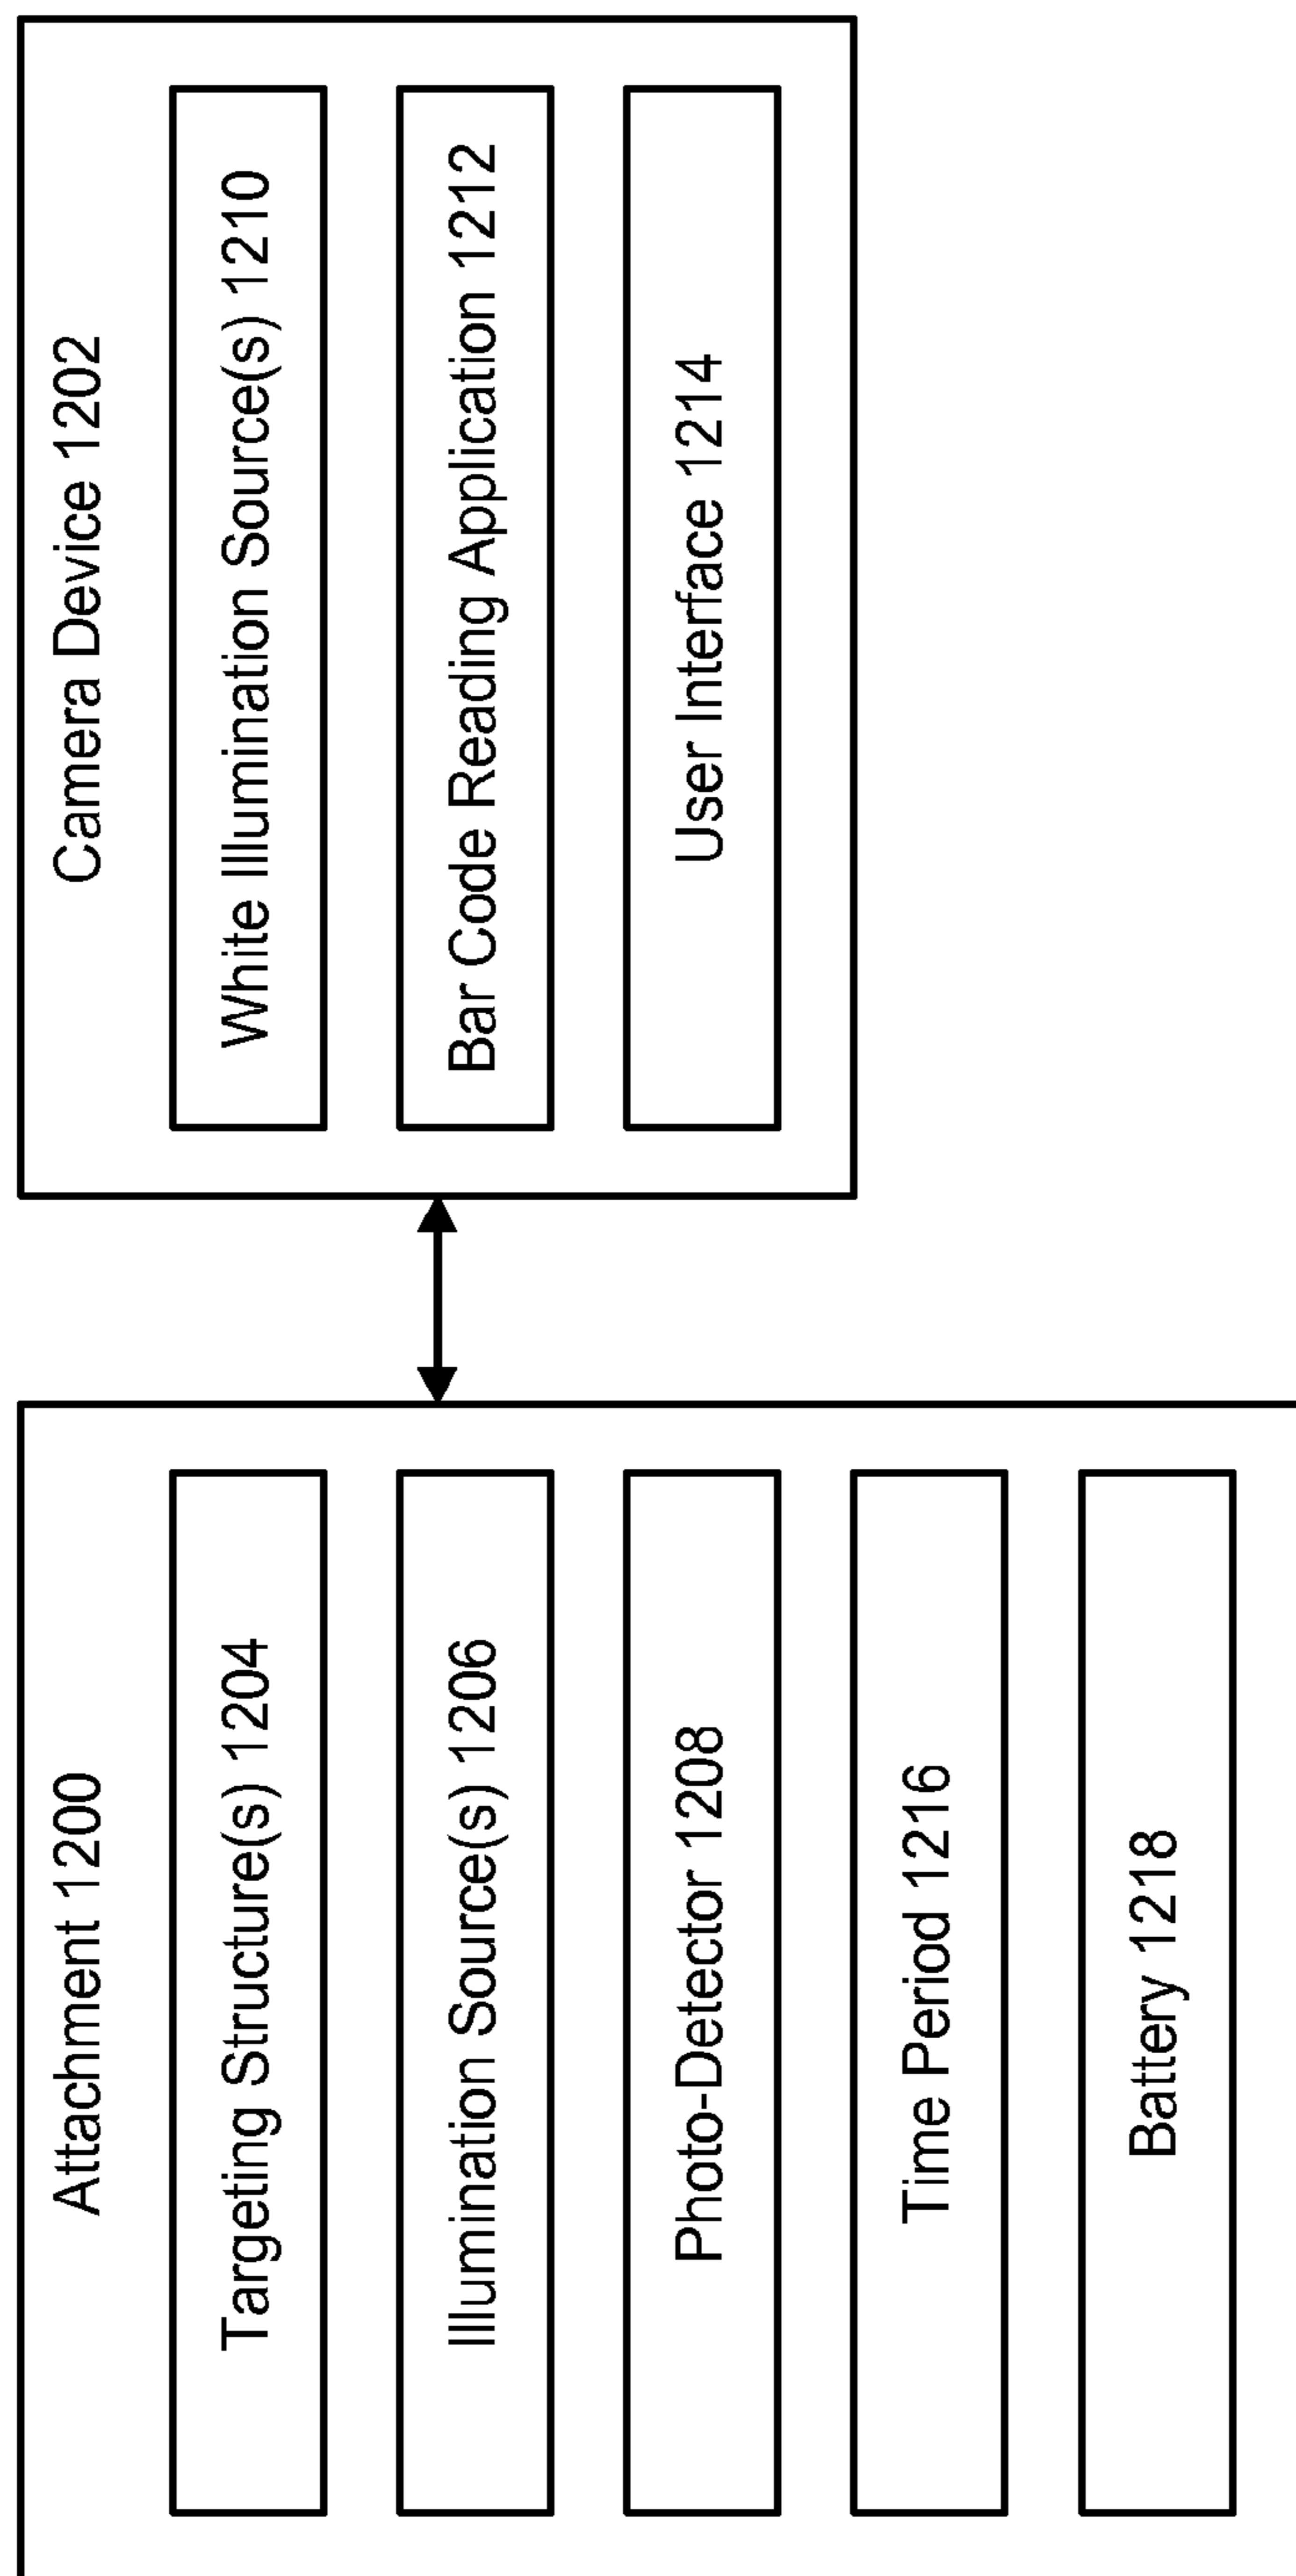 Attachment 1200
Targeting Structure(s) 1204
Illumination Source(s) 1206
Photo-Detector 1208
Time Period 1216
Battery 1218
Camera Device 1202
White Illumination Source(s) 1210
Bar Code Reading Application 1212
User Interface 1214